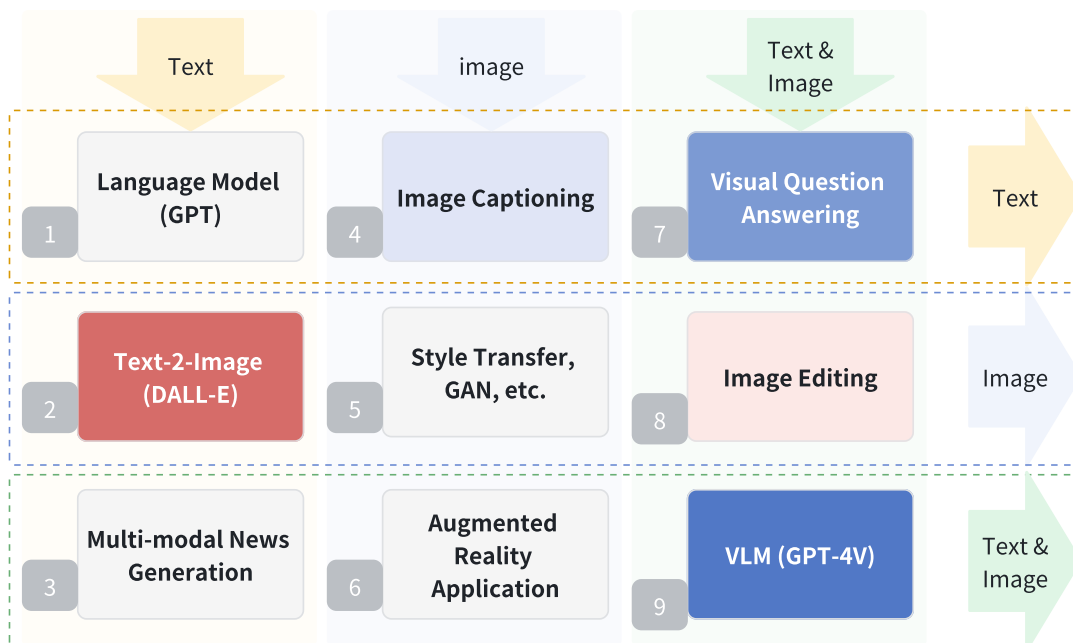 Text
image
Text &
Image
Language Model
(GPT)
1
Image Captioning
4
Visual Question
Answering
7
Text
Text-2-Image
(DALL-E)
2
Style Transfer,
GAN, etc.
5
Image Editing
8
Image
Multi-modal News
Generation
3
Augmented
Reality
Application
6
VLM (GPT-4V)
9
Text &
Image